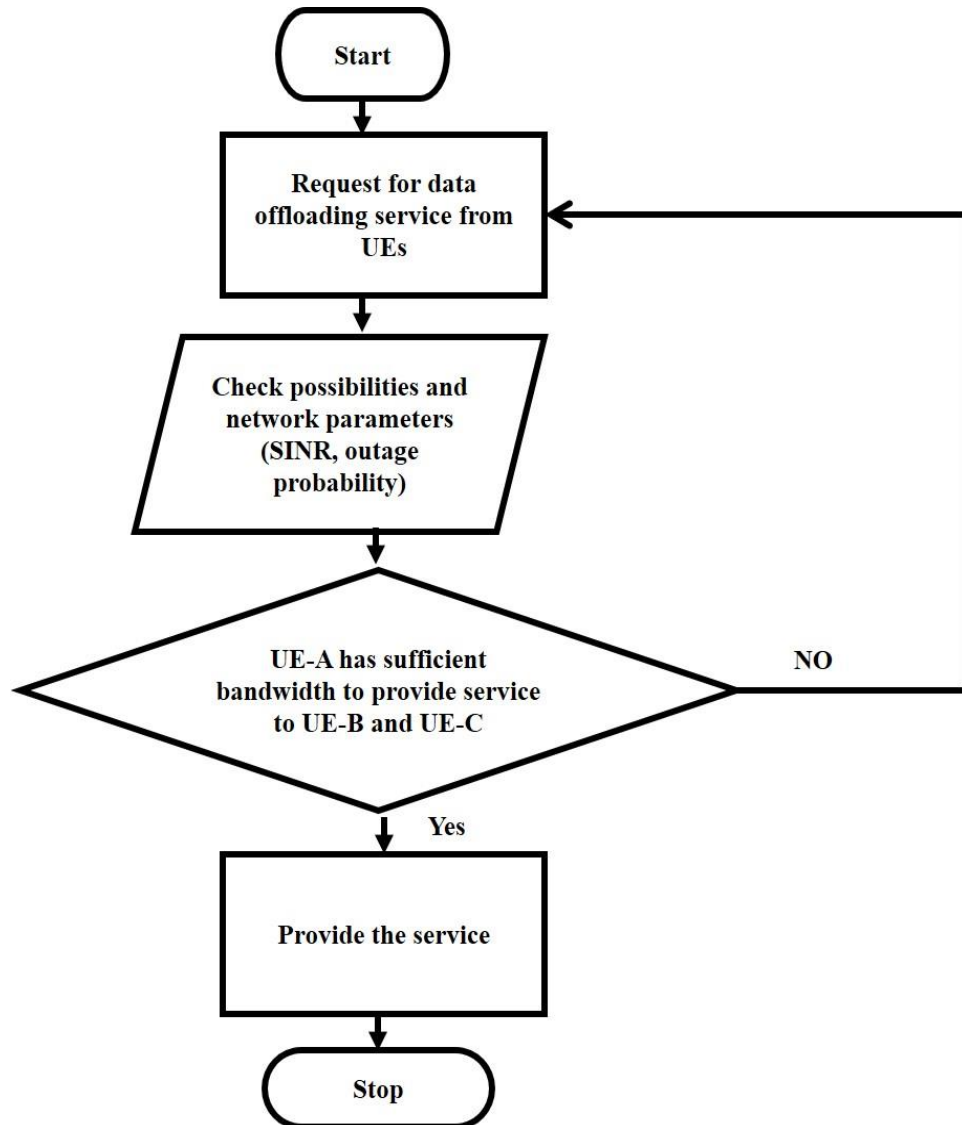 Start
Request for data
offloading service from
UEs
Check possibilities and
network parameters
(SINR, outage
probability)
UE-A has sufficient
bandwidth to provide service
to UE-B and UE-C
NO
Yes
Provide the service
Stop